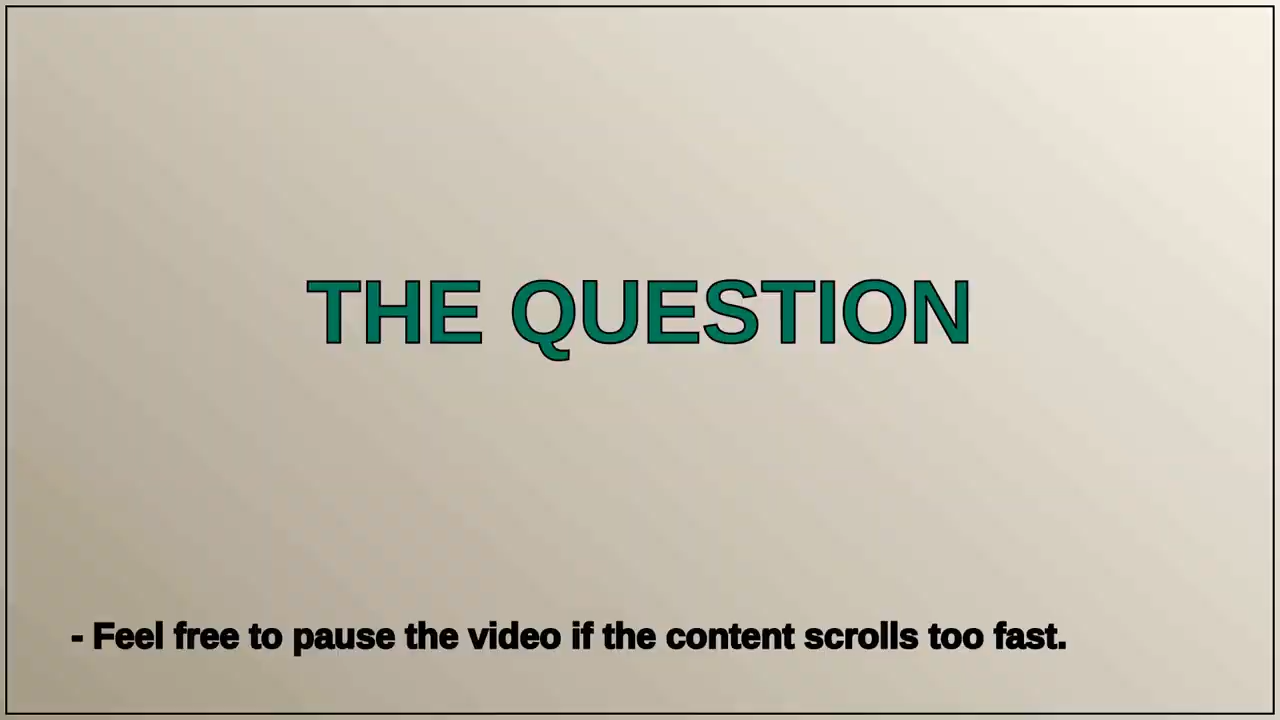 THE QUESTION
- Feel free to pause the video if the content scrolls too fast.